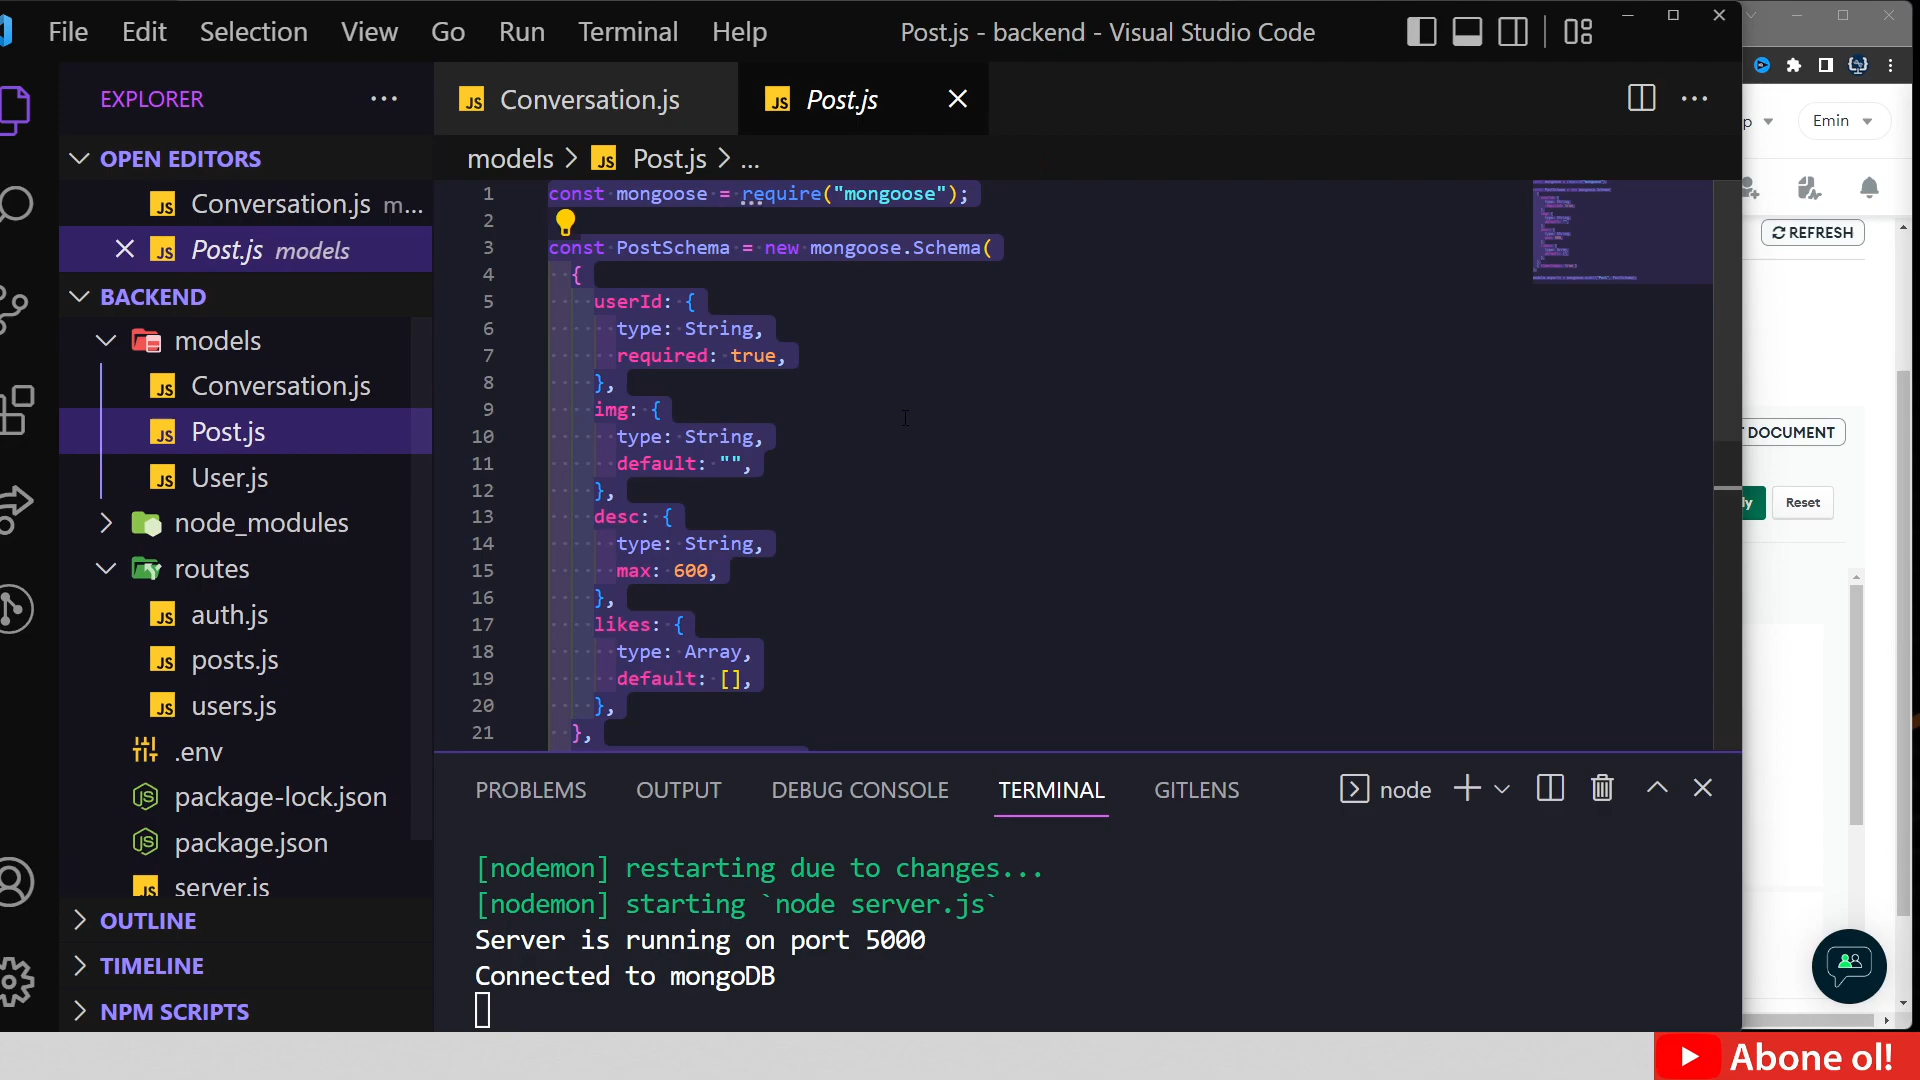 File Edit Selection View Go Run Terminal Help
Post.js - backend - Visual Studio Code
EXPLORER
OPEN EDITORS
Conversation.js m...
Post.js models
BACKEND
models
Conversation.js
Post.js
User.js
node_modules
routes
auth.js
posts.js
users.js
.env
package-lock.json
package.json
server.js
OUTLINE
TIMELINE
NPM SCRIPTS
Conversation.js
Post.js
models > Post.js > ...
1 const mongoose = require("mongoose");
2
3 const PostSchema = new mongoose.Schema(
4 {
5 userId: {
6 type: String,
7 required: true,
8 },
9 img: {
10 type: String,
11 default: "",
12 },
13 desc: {
14 type: String,
15 max: 600,
16 },
17 likes: {
18 type: Array,
19 default: [],
20 },
21 },
PROBLEMS OUTPUT DEBUG CONSOLE TERMINAL GITLENS
node
[nodemon] restarting due to changes...
[nodemon] starting `node server.js`
Server is running on port 5000
Connected to mongoDB
p
Emin
REFRESH
DOCUMENT
ly
Reset
Abone ol!